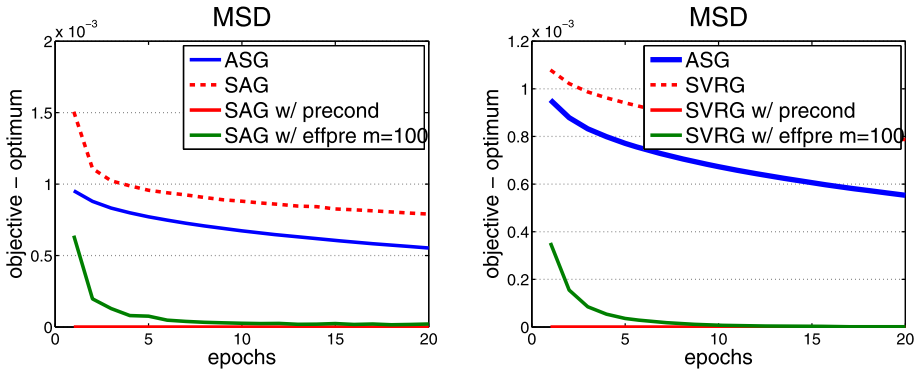 MSD
x 10⁻³
2
1.5
1
0.5
0
0
5
10
15
20
objective − optimum
epochs
ASG
SAG
SAG w/ precond
SAG w/ effpre m=100
MSD
x 10⁻³
1.2
1
0.8
0.6
0.4
0.2
0
0
5
10
15
20
objective − optimum
epochs
ASG
SVRG
SVRG w/ precond
SVRG w/ effpre m=100